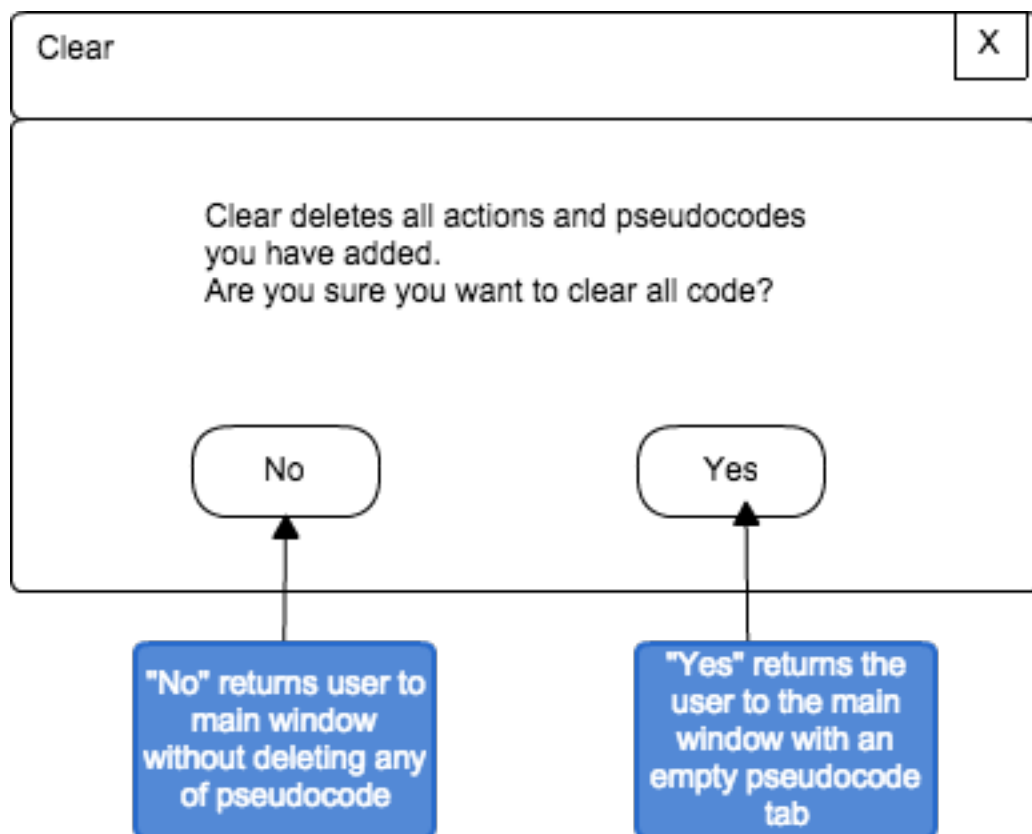 Clear
X
Clear deletes all actions and pseudocodes
you have added.
Are you sure you want to clear all code?
No
Yes
"No" returns user to
main window
without deleting any
of pseudocode
"Yes" returns the
user to the main
window with an
empty pseudocode
tab